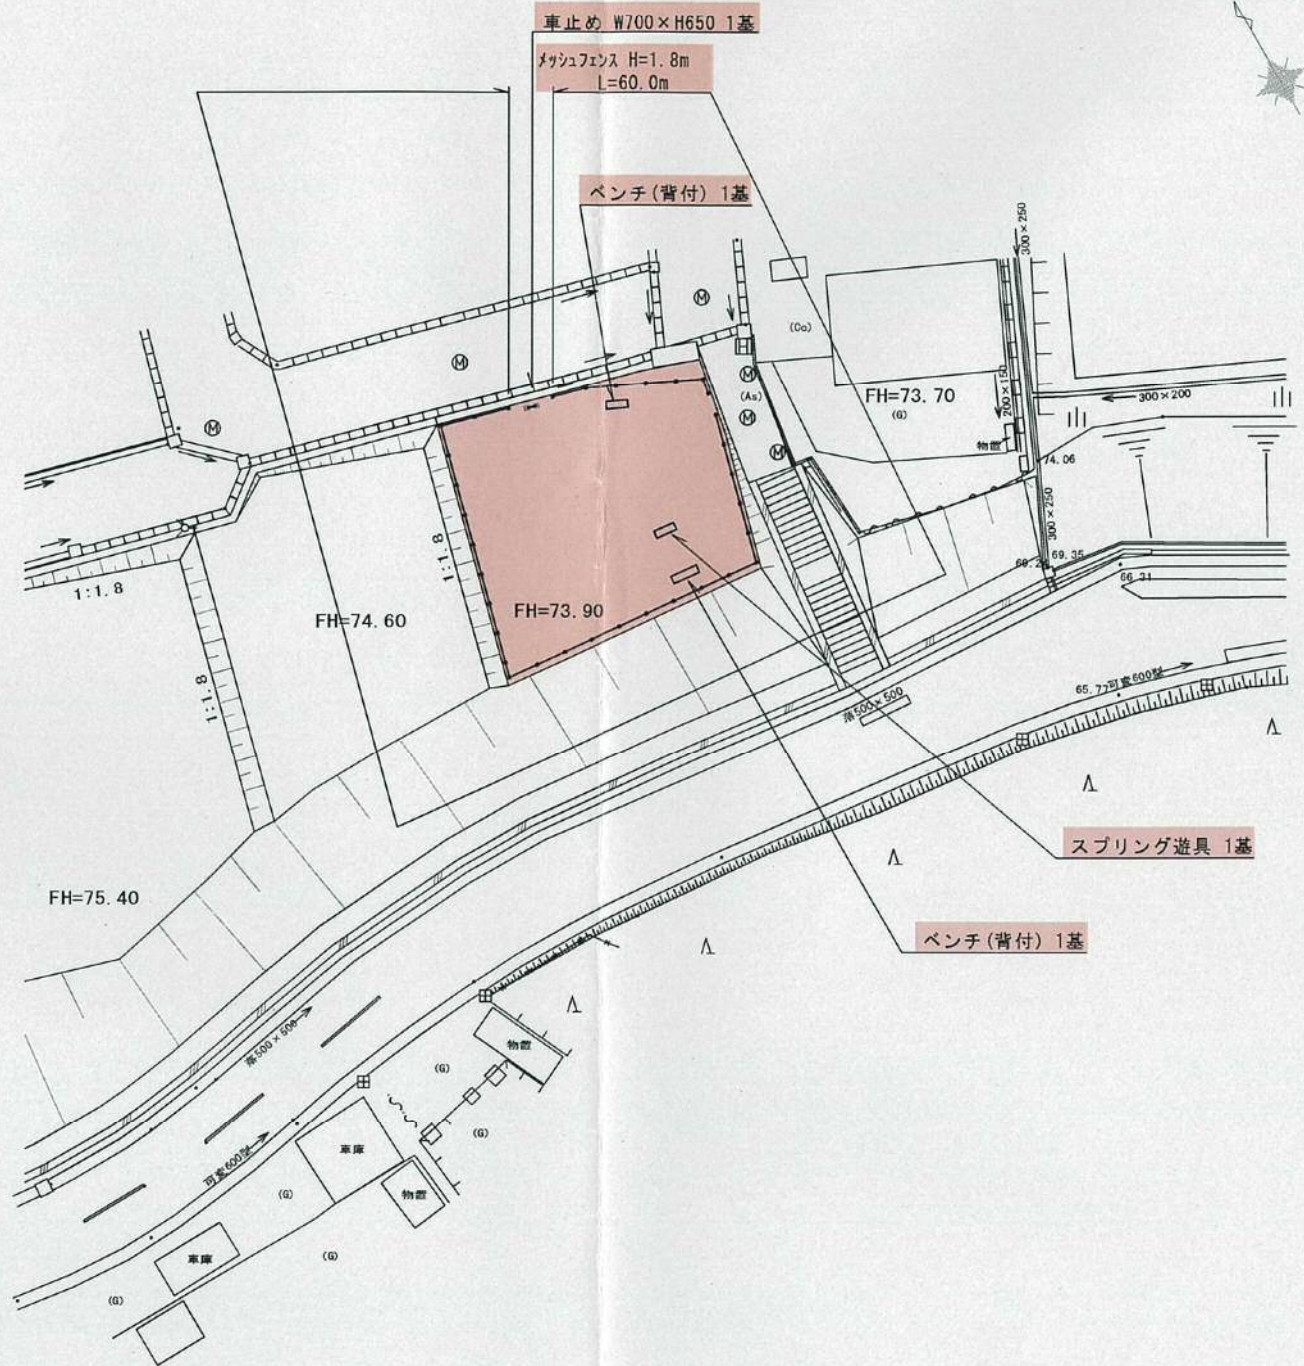 車止め W700×H650 1基
メッシュフェンス H=1.8m
L=60.0m
ベンチ(背付) 1基
300×250
Ⓜ
Ⓜ
Ⓜ
(Co)
Ⓜ
(As)
Ⓜ
Ⓜ
FH=73.70
(G)
200×150
300×200
物置
74.06
300×250
69.35
66.31
1:1.8
1:1.8
FH=74.60
FH=73.90
1:1.8
落500×500
65.77
可変600型
スプリング遊具 1基
FH=75.40
ベンチ(背付) 1基
落500×500
物置
(G)
(G)
可変600型
車庫
物置
(G)
車庫
(G)
(G)